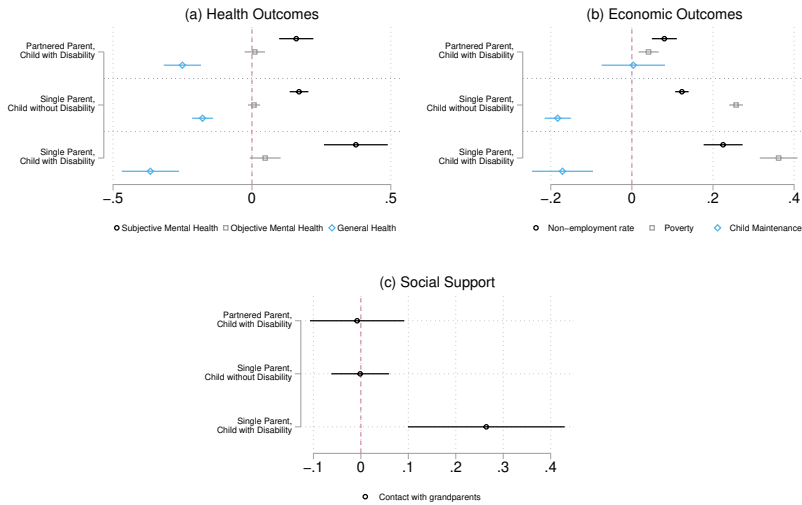 (a) Health Outcomes
Partnered Parent,
Child with Disability
Single Parent,
Child without Disability
Single Parent,
Child with Disability
−.5 0 .5
Subjective Mental Health Objective Mental Health General Health
(b) Economic Outcomes
Partnered Parent,
Child with Disability
Single Parent,
Child without Disability
Single Parent,
Child with Disability
−.2 0 .2 .4
Non−employment rate Poverty Child Maintenance
(c) Social Support
Partnered Parent,
Child with Disability
Single Parent,
Child without Disability
Single Parent,
Child with Disability
−.1 0 .1 .2 .3 .4
Contact with grandparents